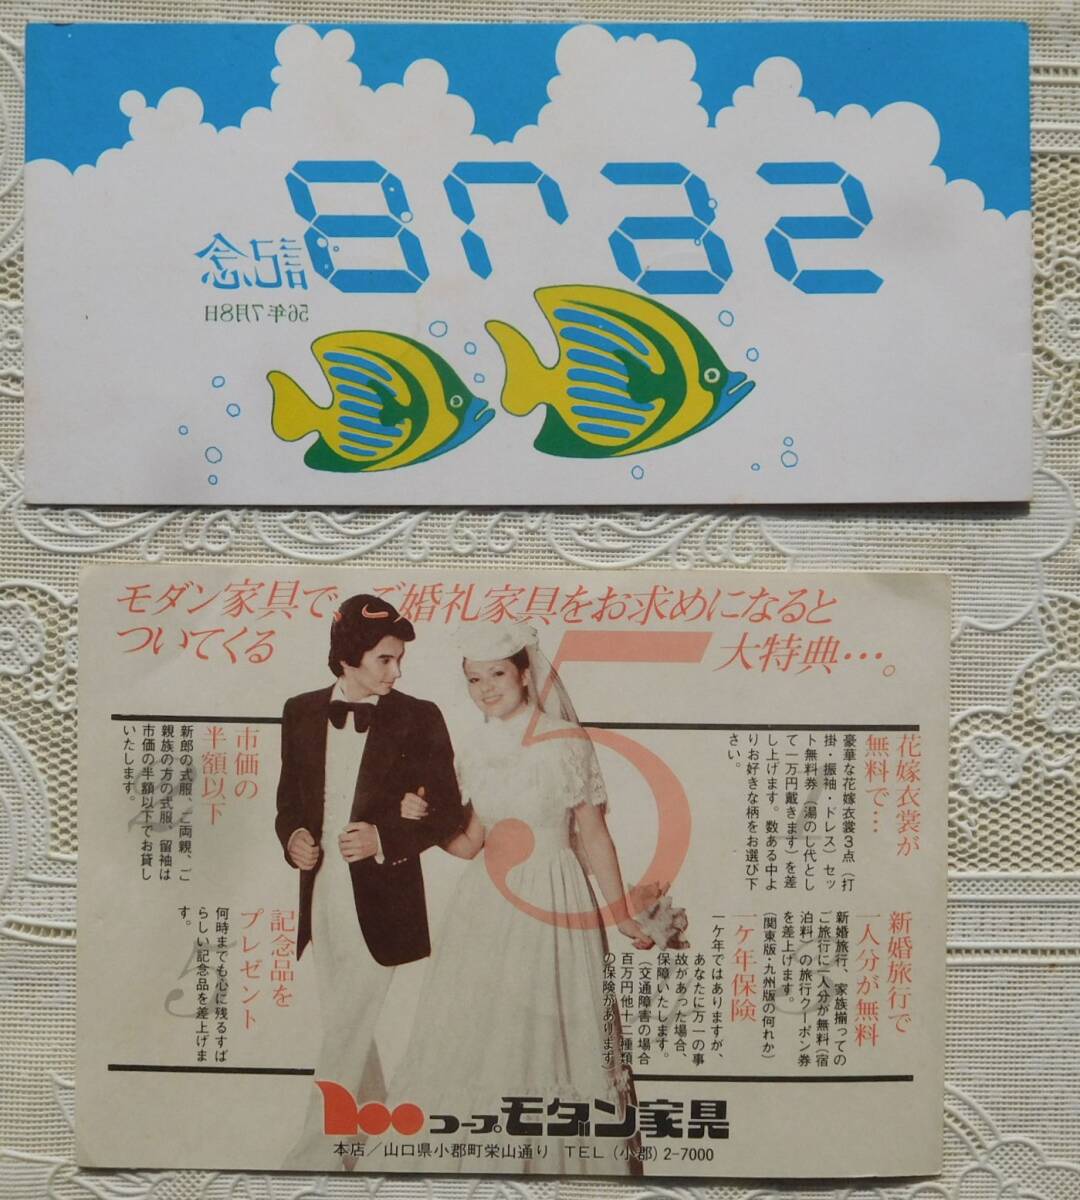 5678
記念
56年7月8日
モダン家具で、ご婚礼家具をお求めになると
ついてくる
5
大特典…。
花嫁衣裳が
無料で…
豪華な花嫁衣裳3点（打
掛・振袖・ドレス）セッ
ト無料券（湯のし代とし
て一万円戴きます）を差
し上げます。数ある中よ
りお好きな柄をお選び下
さい。
市価の
半額以下
新郎の式服、ご両親、ご
親族の方の式服、留袖は
市価の半額以下でお貸し
いたします。
新婚旅行で
一人分が無料
新婚旅行、家族揃っての
ご旅行に一人分が無料（宿
泊料）の旅行クーポン券
を差上げます。
（関東版・九州版の何れか）
一ケ年保険
一ケ年ではありますが、
あなたに万一の事
故があった場合、
保障いたします。
（交通障害の場合
百万円他十二種類
の保険があります）
記念品を
プレゼント
何時までも心に残るすば
らしい記念品を差上げま
す。
5
100 コープモダン家具
本店／山口県小郡町栄山通り TEL（小郡）2-7000